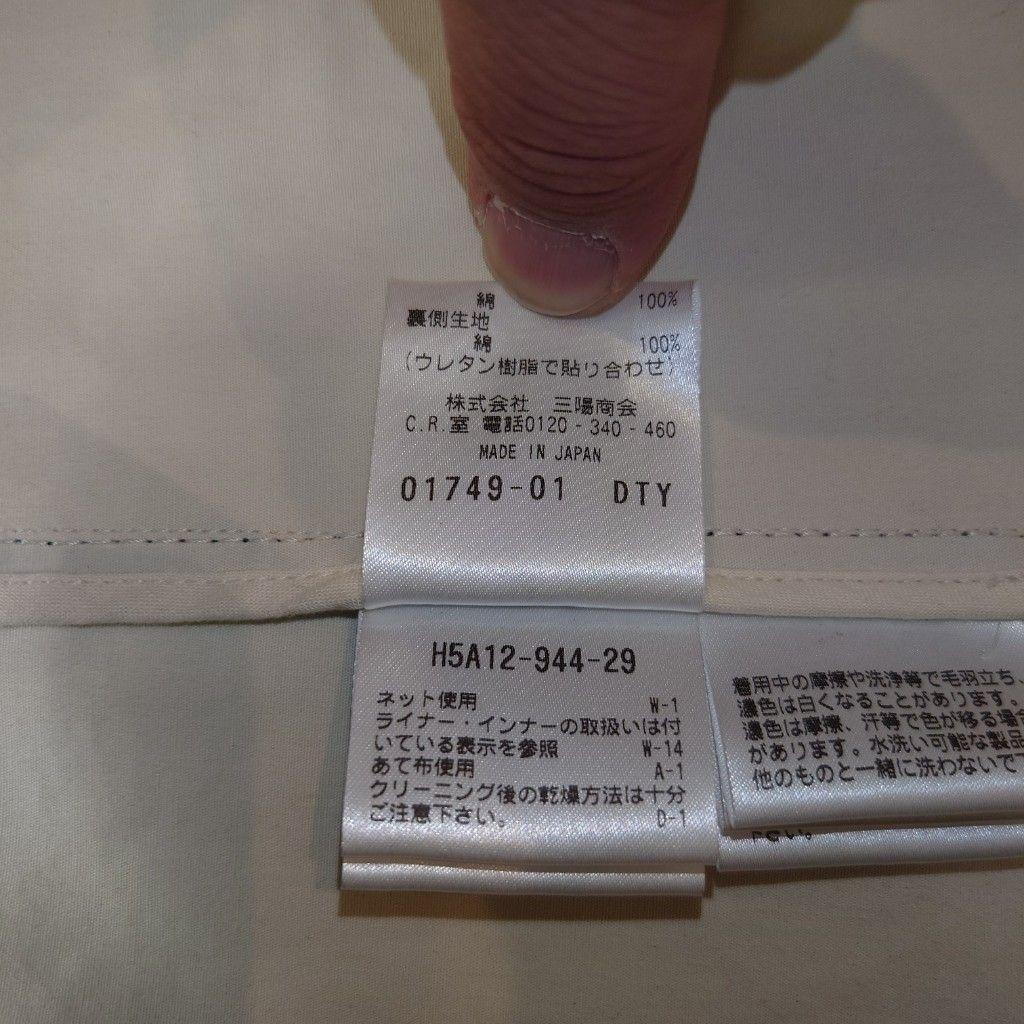 綿 100%
裏側生地
綿 100%
(ウレタン樹脂で貼り合わせ)
株式会社 三陽商会
C.R.室 電話0120-340-460
MADE IN JAPAN
01749-01 DTY
H5A12-944-29
ネット使用 W-1
ライナー・インナーの取扱いは付
いている表示を参照 W-14
あて布使用 A-1
クリーニング後の乾燥方法は十分
ご注意下さい。 D-1
着用中の摩擦や洗浄等で毛羽立ち、
濃色は白くなることがあります。
濃色は摩擦、汗等で色が移る場合
があります。水洗い可能な製品
他のものと一緒に洗わないで下
さい。